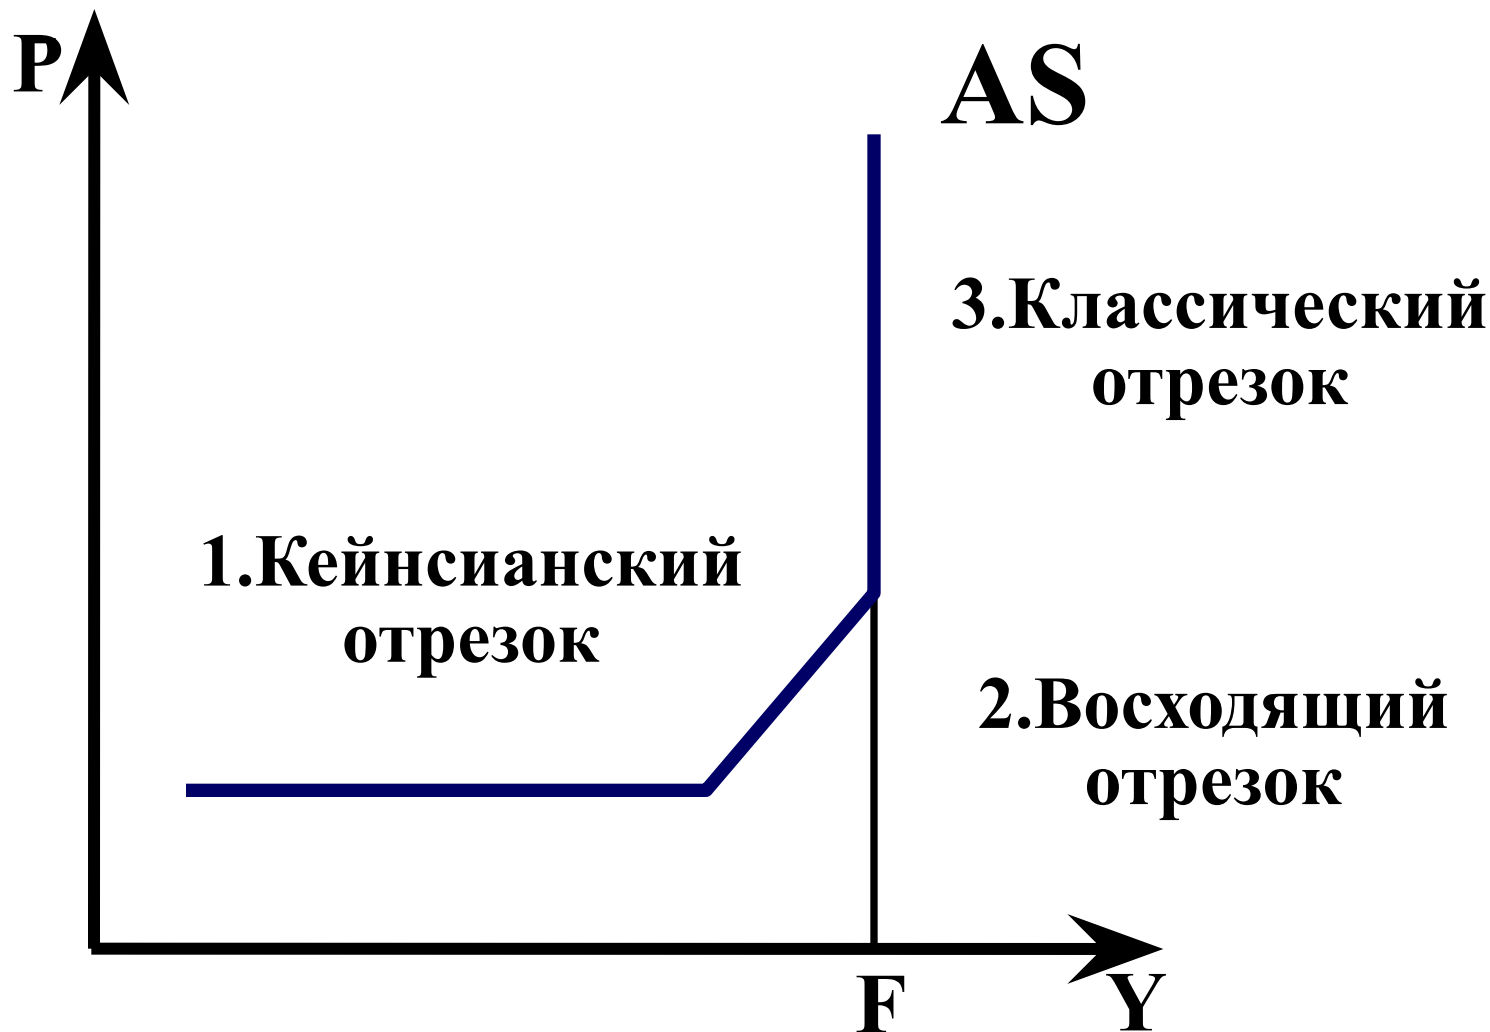 P
AS
3.Классический
отрезок
1.Кейнсианский
отрезок
2.Восходящий
отрезок
F
Y